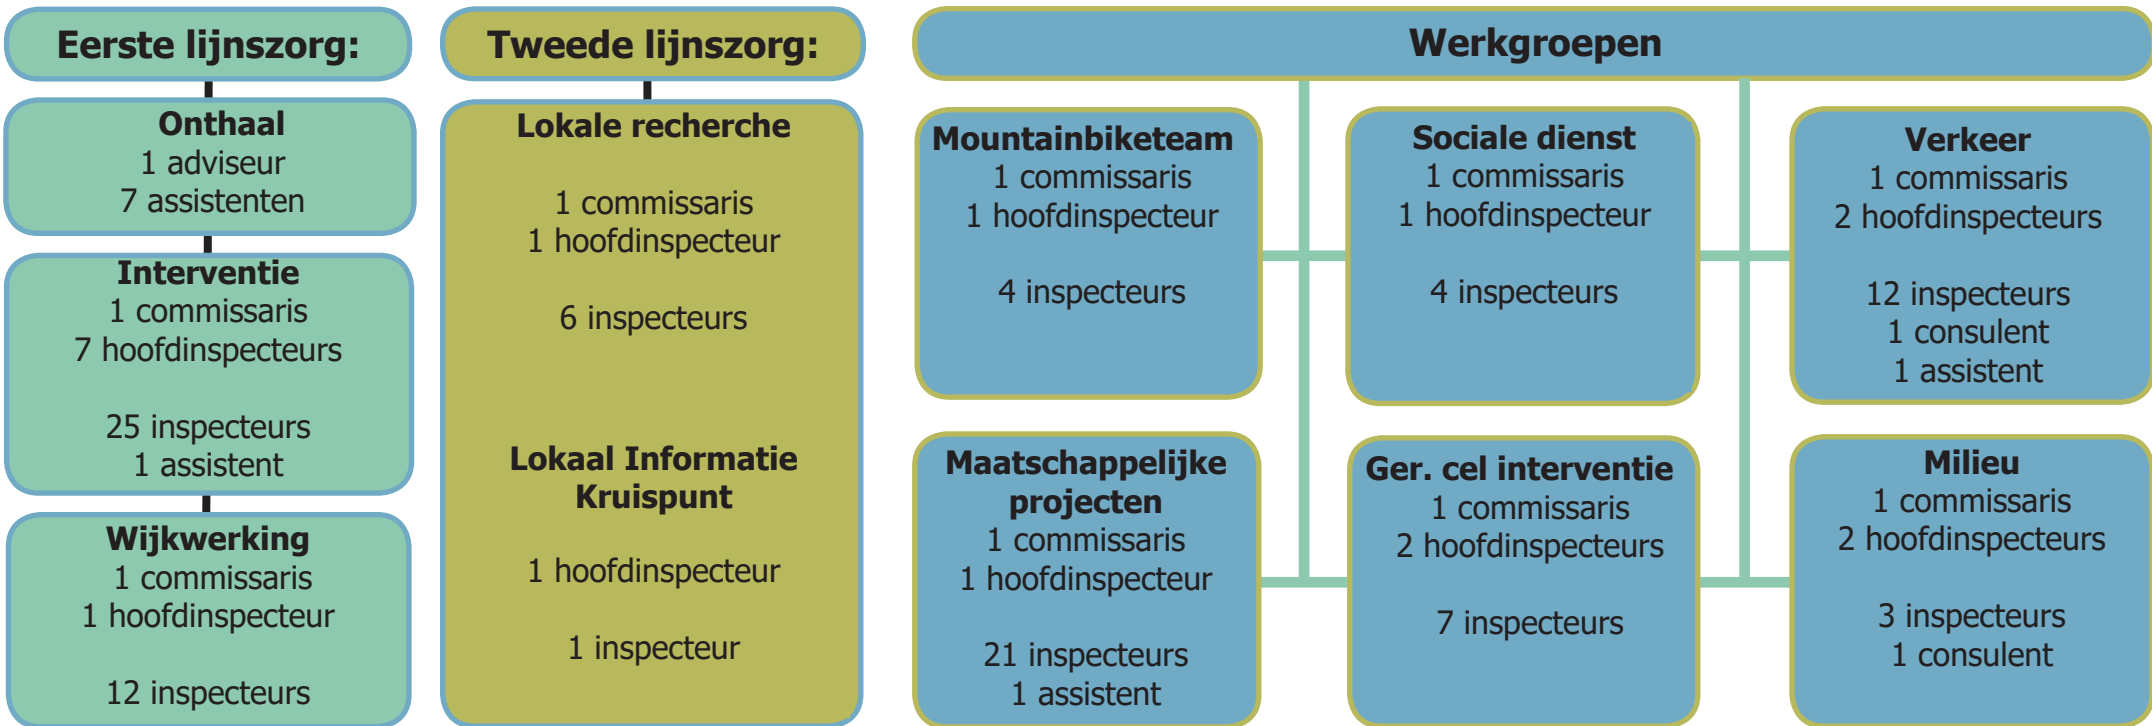 Eerste lijnszorg:
Onthaal
1 adviseur
7 assistenten
Interventie
1 commissaris
7 hoofdinspecteurs
25 inspecteurs
1 assistent
Wijkwerking
1 commissaris
1 hoofdinspecteur
12 inspecteurs
Tweede lijnszorg:
Lokale recherche
1 commissaris
1 hoofdinspecteur
6 inspecteurs
Lokaal Informatie
Kruispunt
1 hoofdinspecteur
1 inspecteur
Werkgroepen
Mountainbiketeam
1 commissaris
1 hoofdinspecteur
4 inspecteurs
Sociale dienst
1 commissaris
1 hoofdinspecteur
4 inspecteurs
Verkeer
1 commissaris
2 hoofdinspecteurs
12 inspecteurs
1 consulent
1 assistent
Maatschappelijke
projecten
1 commissaris
1 hoofdinspecteur
21 inspecteurs
1 assistent
Ger. cel interventie
1 commissaris
2 hoofdinspecteurs
7 inspecteurs
Milieu
1 commissaris
2 hoofdinspecteurs
3 inspecteurs
1 consulent